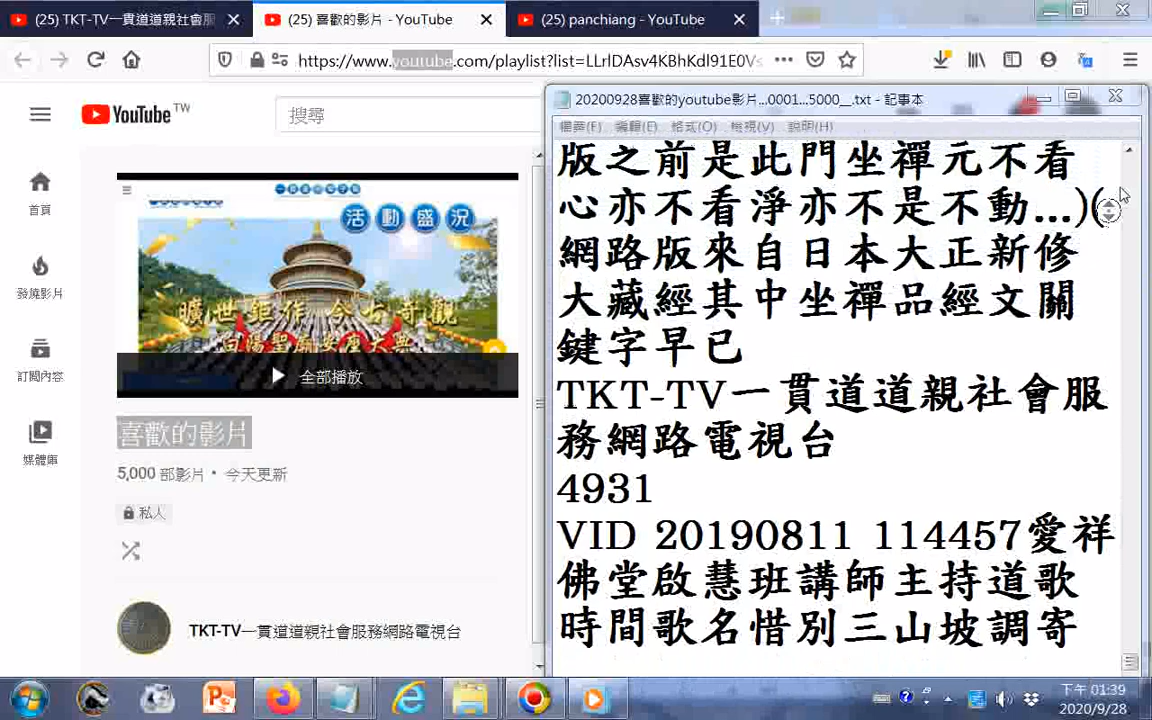 (25) TKT-TV一貫道道親社會服
(25) 喜歡的影片 - YouTube
(25) panchiang - YouTube
https://www.youtube.com/playlist?list=LLrlDAsv4KBhKdl91E0Vs
YouTube TW
搜尋
首頁
發燒影片
訂閱內容
媒體庫
活動盛況
曠世鉅作 今古奇觀
全部播放
喜歡的影片
5,000 部影片・今天更新
私人
TKT-TV一貫道道親社會服務網路電視台
20200928喜歡的youtube影片...0001...5000__.txt - 記事本
檔案(F) 編輯(E) 格式(O) 檢視(V) 說明(H)
版之前是此門坐禪元不看
心亦不看淨亦不是不動...)(
網路版來自日本大正新修
大藏經其中坐禪品經文關
鍵字早已
TKT-TV一貫道道親社會服
務網路電視台
4931
VID 20190811 114457愛祥
佛堂啟慧班講師主持道歌
時間歌名惜別三山坡調寄
下午 01:39
2020/9/28